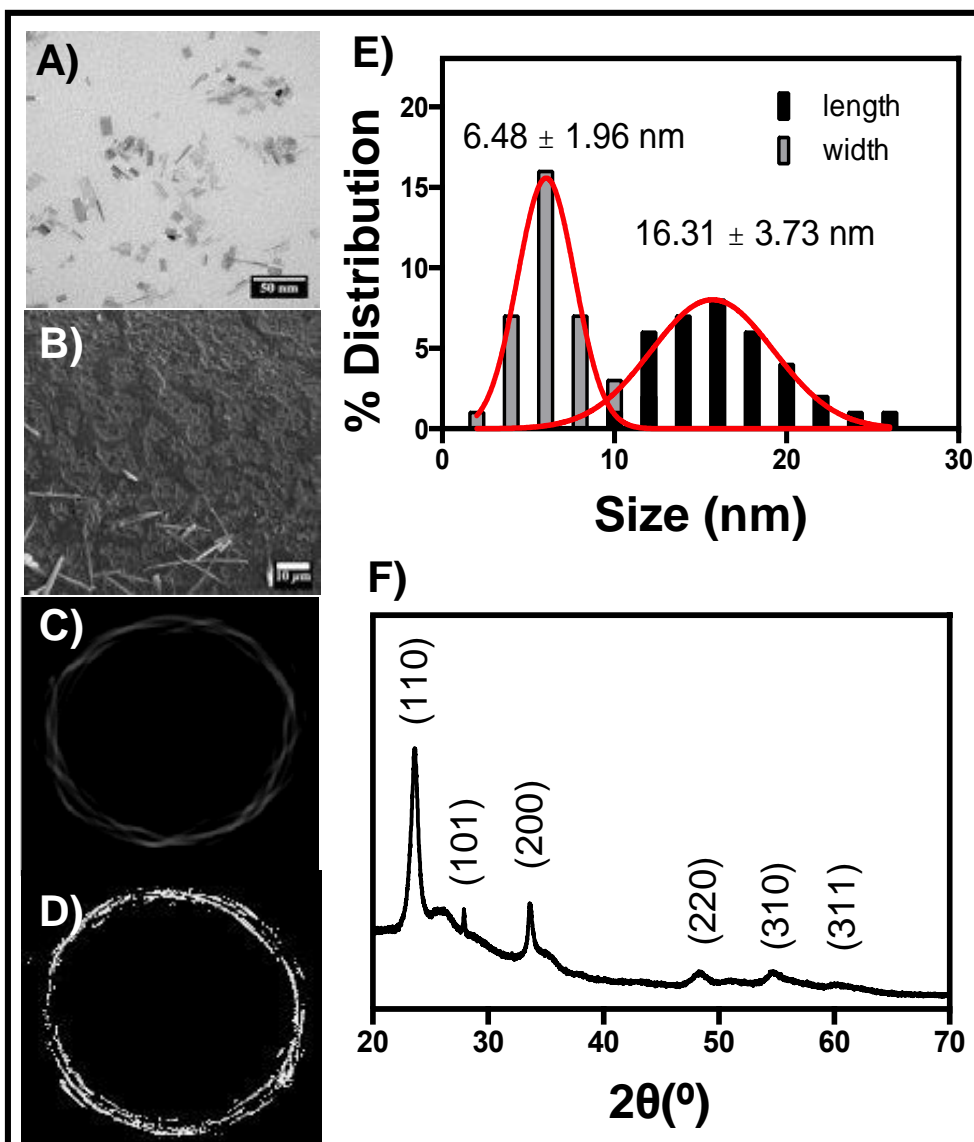 A)
50 nm
B)
10 µm
C)
D)
E)
% Distribution
20
15
10
5
0
length
width
6.48 ± 1.96 nm
16.31 ± 3.73 nm
0 10 20 30
Size (nm)
F)
(110)
(101)
(200)
(220)
(310)
(311)
20 30 40 50 60 70
2θ(º)